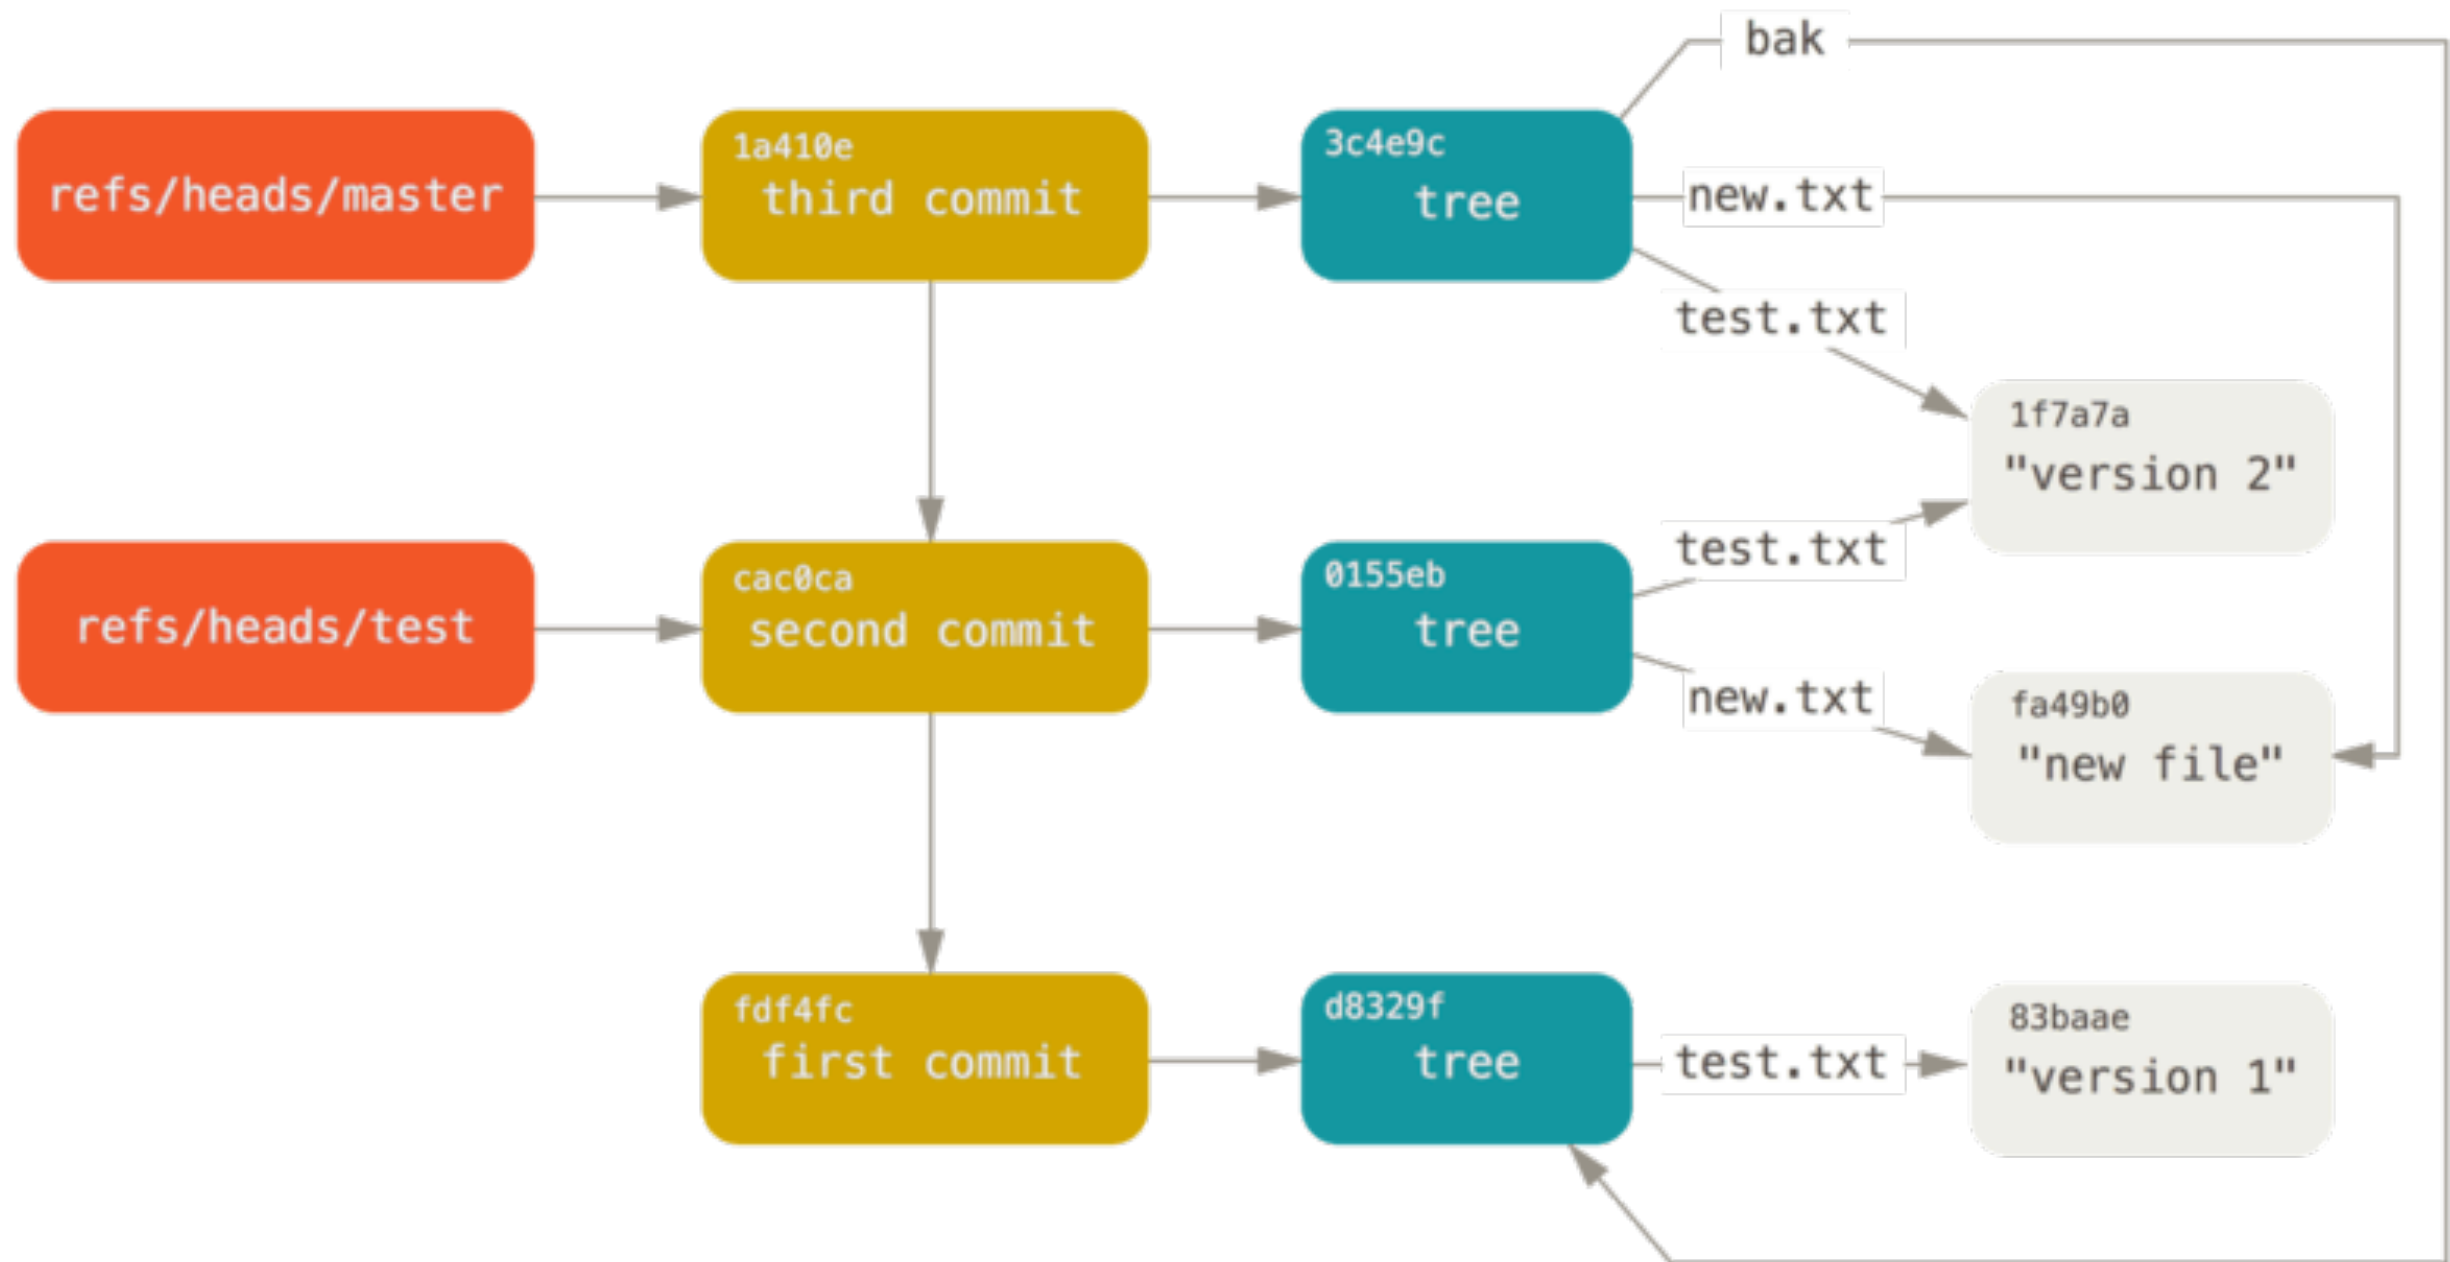 bak
refs/heads/master
1a410e
third commit
3c4e9c
tree
new.txt
test.txt
1f7a7a
"version 2"
refs/heads/test
cac0ca
second commit
0155eb
tree
test.txt
new.txt
fa49b0
"new file"
fdf4fc
first commit
d8329f
tree
test.txt
83baae
"version 1"